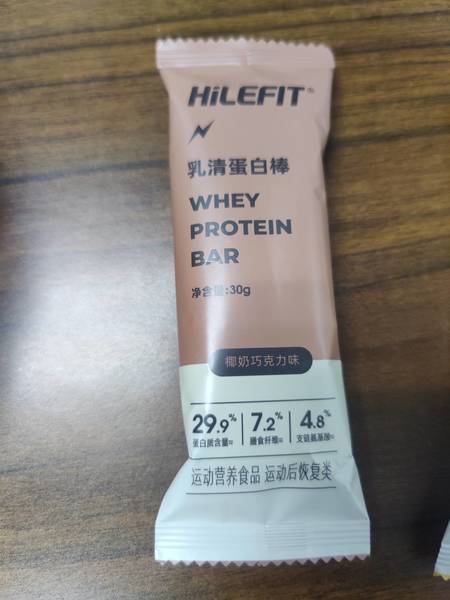 HiLEFIT®
乳清蛋白棒
WHEY
PROTEIN
BAR
净含量:30g
椰奶巧克力味
29.9% 7.2% 4.8%
蛋白质含量 膳食纤维 支链氨基酸
运动营养食品 运动后恢复类